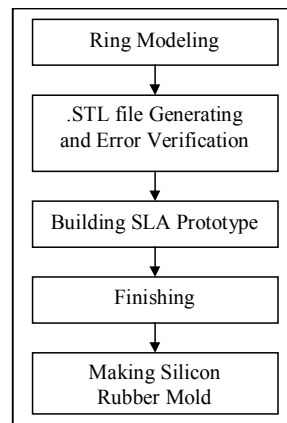 Ring Modeling
.STL file Generating
and Error Verification
Building SLA Prototype
Finishing
Making Silicon
Rubber Mold